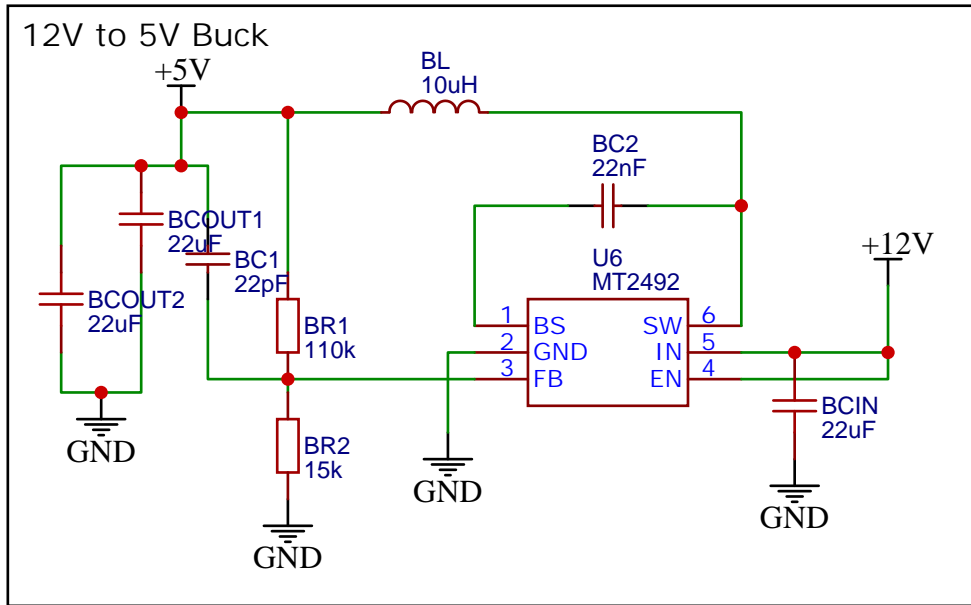 12V to 5V Buck
+5V
BL
10uH
BC2
22nF
BCOUT1
22uF
BC1
22pF
U6
MT2492
+12V
BCOUT2
22uF
BR1
110k
1 BS SW 6
2 GND IN 5
3 FB EN 4
BCIN
22uF
BR2
15k
GND
GND
GND
GND